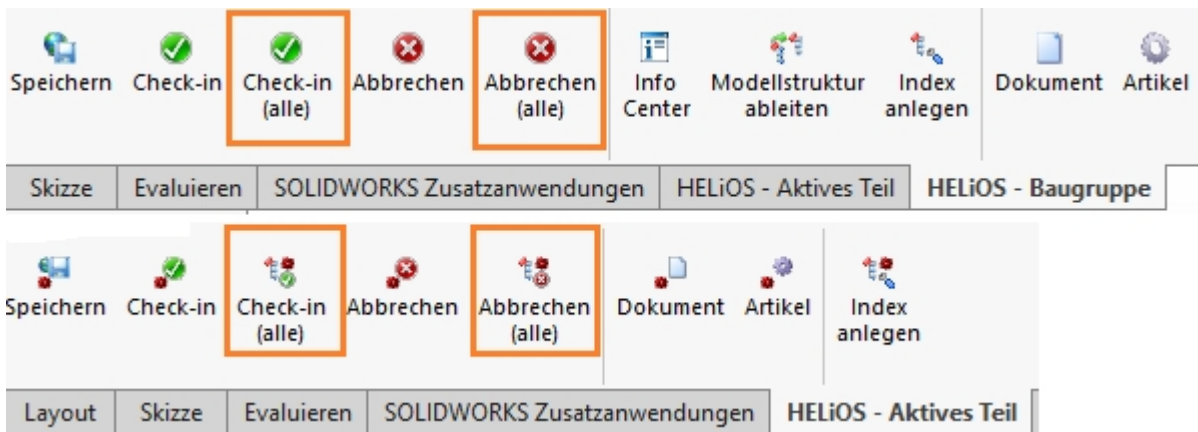 Speichern Check-in Check-in (alle) Abbrechen Abbrechen (alle) Info Center Modellstruktur ableiten Index anlegen Dokument Artikel
Skizze Evaluieren SOLIDWORKS Zusatzanwendungen HELiOS - Aktives Teil HELiOS - Baugruppe
Speichern Check-in Check-in (alle) Abbrechen Abbrechen (alle) Dokument Artikel Index anlegen
Layout Skizze Evaluieren SOLIDWORKS Zusatzanwendungen HELiOS - Aktives Teil